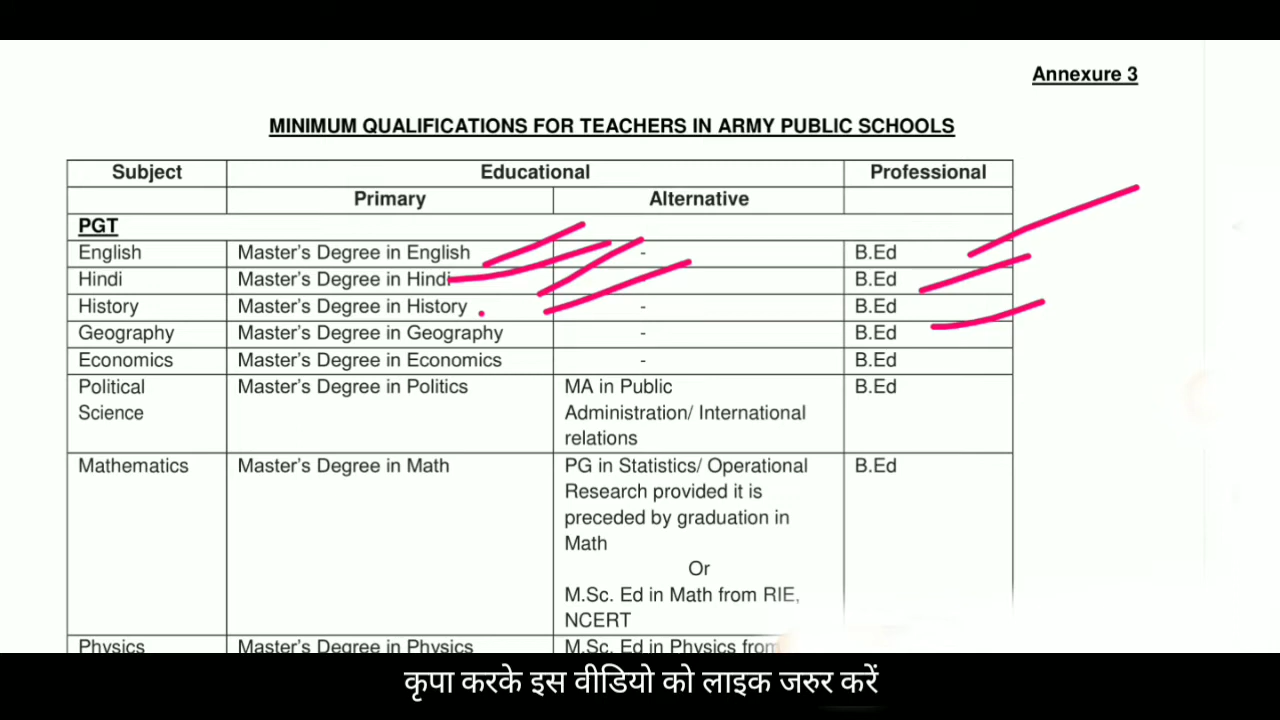 Annexure 3
MINIMUM QUALIFICATIONS FOR TEACHERS IN ARMY PUBLIC SCHOOLS
Subject Educational Professional
Primary Alternative
PGT
English Master's Degree in English - B.Ed
Hindi Master's Degree in Hindi - B.Ed
History Master's Degree in History - B.Ed
Geography Master's Degree in Geography - B.Ed
Economics Master's Degree in Economics - B.Ed
Political Master's Degree in Politics MA in Public B.Ed
Science Administration/ International
relations
Mathematics Master's Degree in Math PG in Statistics/ Operational B.Ed
Research provided it is
preceded by graduation in
Math
Or
M.Sc. Ed in Math from RIE,
NCERT
Physics Master's Degree in Physics M.Sc. Ed in Physics from
कृपा करके इस वीडियो को लाइक जरुर करें